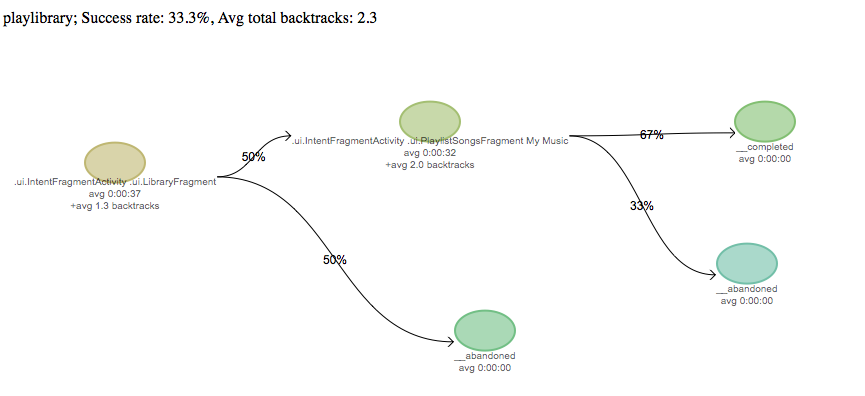 playlibrary; Success rate: 33.3%, Avg total backtracks: 2.3
.ui.IntentFragmentActivity .ui.LibraryFragment
avg 0:00:37
+avg 1.3 backtracks
50%
50%
.ui.IntentFragmentActivity .ui.PlaylistSongsFragment My Music
avg 0:00:32
+avg 2.0 backtracks
67%
33%
__completed
avg 0:00:00
__abandoned
avg 0:00:00
__abandoned
avg 0:00:00